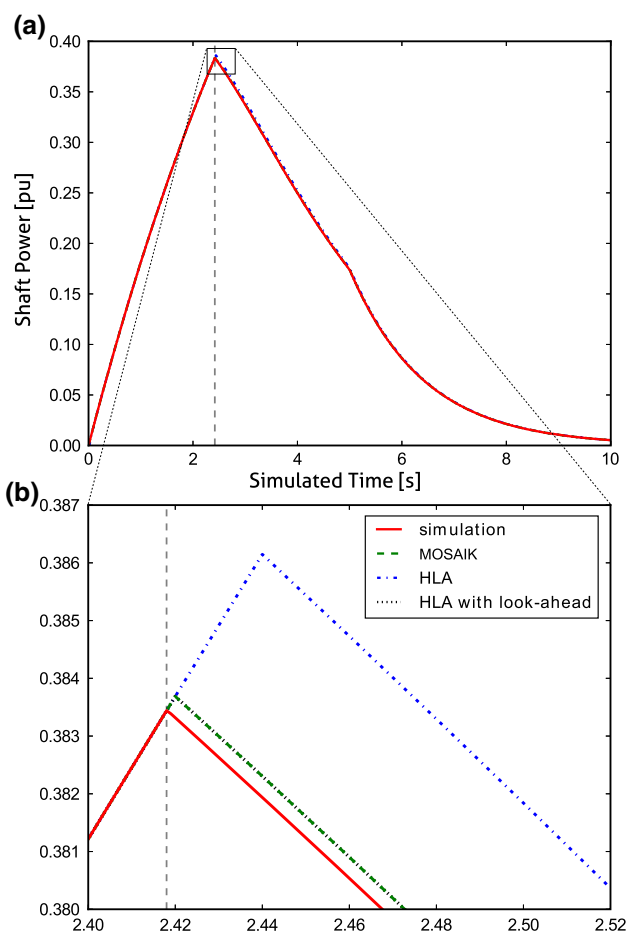 (a)
0.40
0.35
0.30
0.25
0.20
0.15
0.10
0.05
0.00
Shaft Power [pu]
0 2 4 6 8 10
Simulated Time [s]
(b)
0.387
0.386
0.385
0.384
0.383
0.382
0.381
0.380
simulation
MOSAIK
HLA
HLA with look-ahead
2.40 2.42 2.44 2.46 2.48 2.50 2.52